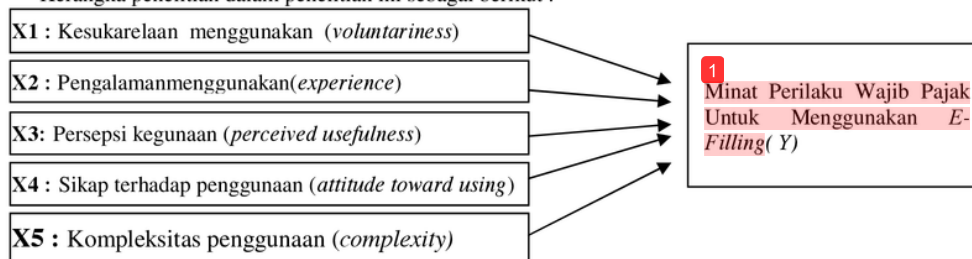 X1 : Kesukarelaan menggunakan (voluntariness)
X2 : Pengalamanmenggunakan(experience)
X3: Persepsi kegunaan (perceived usefulness)
X4 : Sikap terhadap penggunaan (attitude toward using)
X5 : Kompleksitas penggunaan (complexity)
1
Minat Perilaku Wajib Pajak
Untuk Menggunakan E-
Filling( Y)